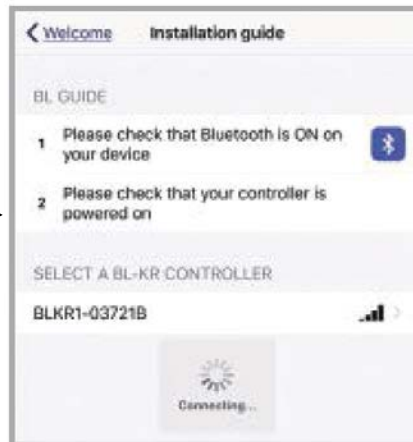 Welcome Installation guide
BL GUIDE
1 Please check that Bluetooth is ON on
your device
2 Please check that your controller is
powered on
SELECT A BL-KR CONTROLLER
BLKR1-03721B
Connecting...